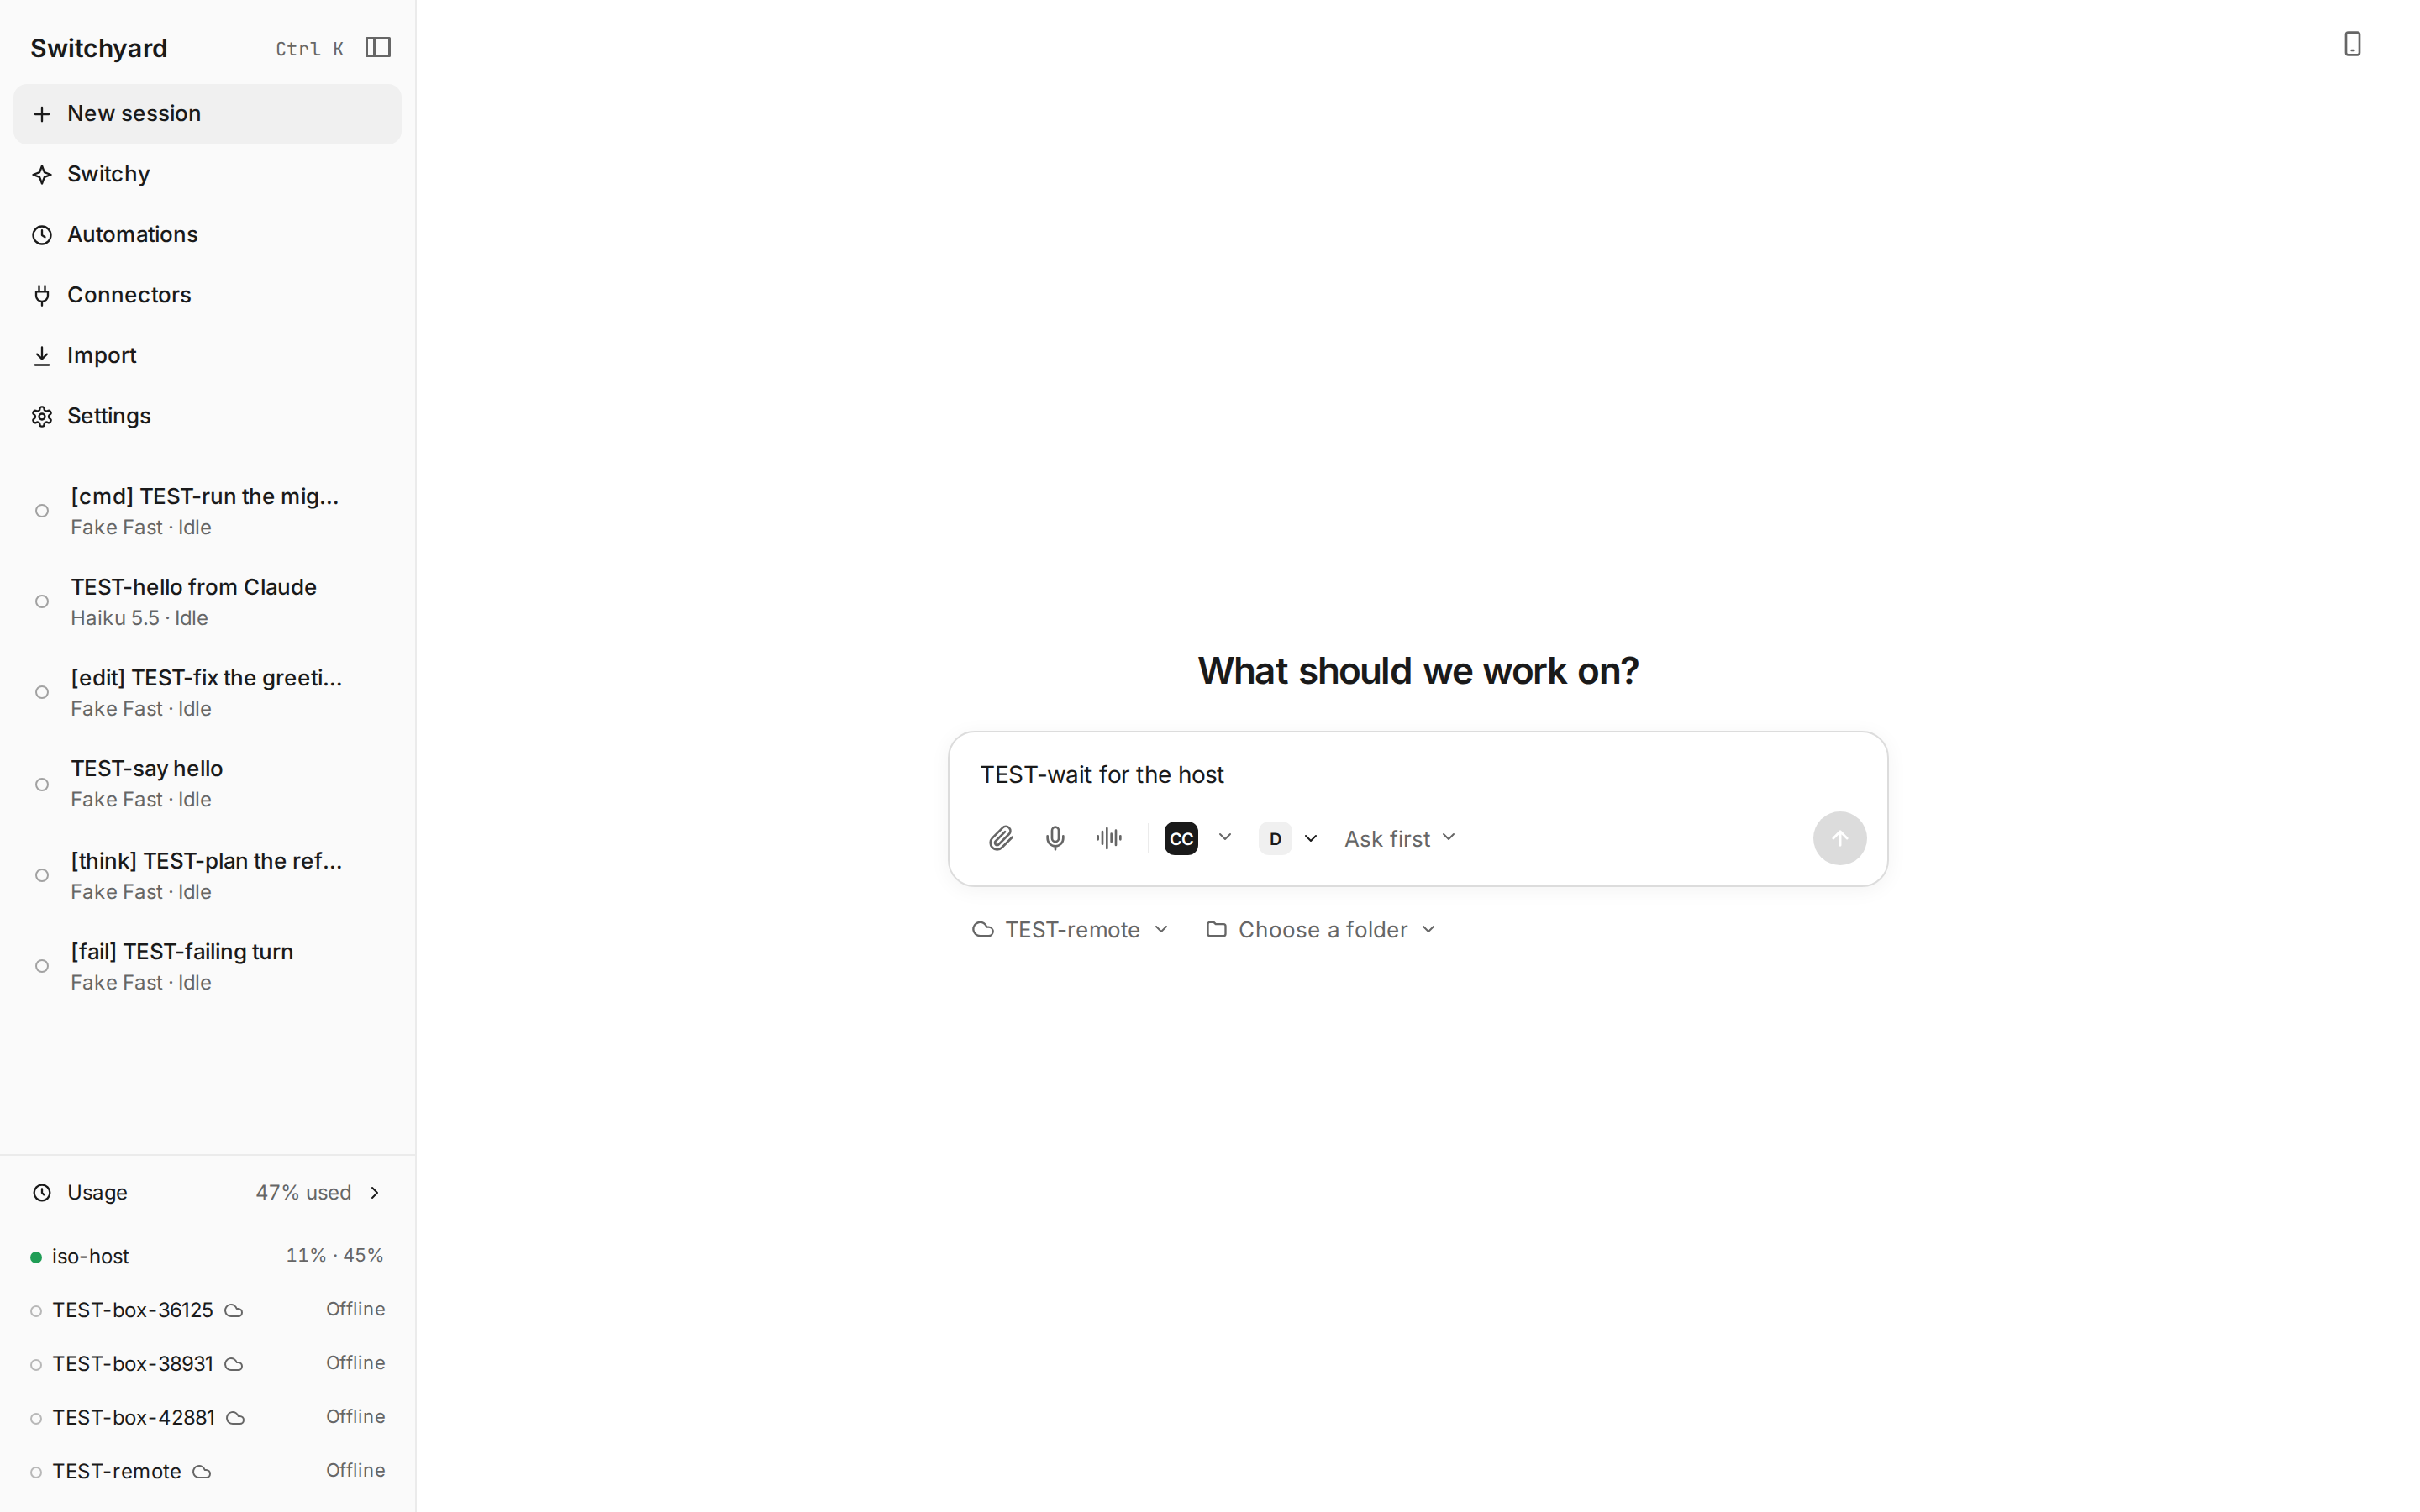 Switchyard Ctrl K
New session
Switchy
Automations
Connectors
Import
Settings
[cmd] TEST-run the mig...
Fake Fast · Idle
TEST-hello from Claude
Haiku 5.5 · Idle
[edit] TEST-fix the greeti...
Fake Fast · Idle
TEST-say hello
Fake Fast · Idle
[think] TEST-plan the ref...
Fake Fast · Idle
[fail] TEST-failing turn
Fake Fast · Idle
Usage 47% used
iso-host 11% · 45%
TEST-box-36125 Offline
TEST-box-38931 Offline
TEST-box-42881 Offline
TEST-remote Offline
What should we work on?
TEST-wait for the host
CC D Ask first
TEST-remote Choose a folder